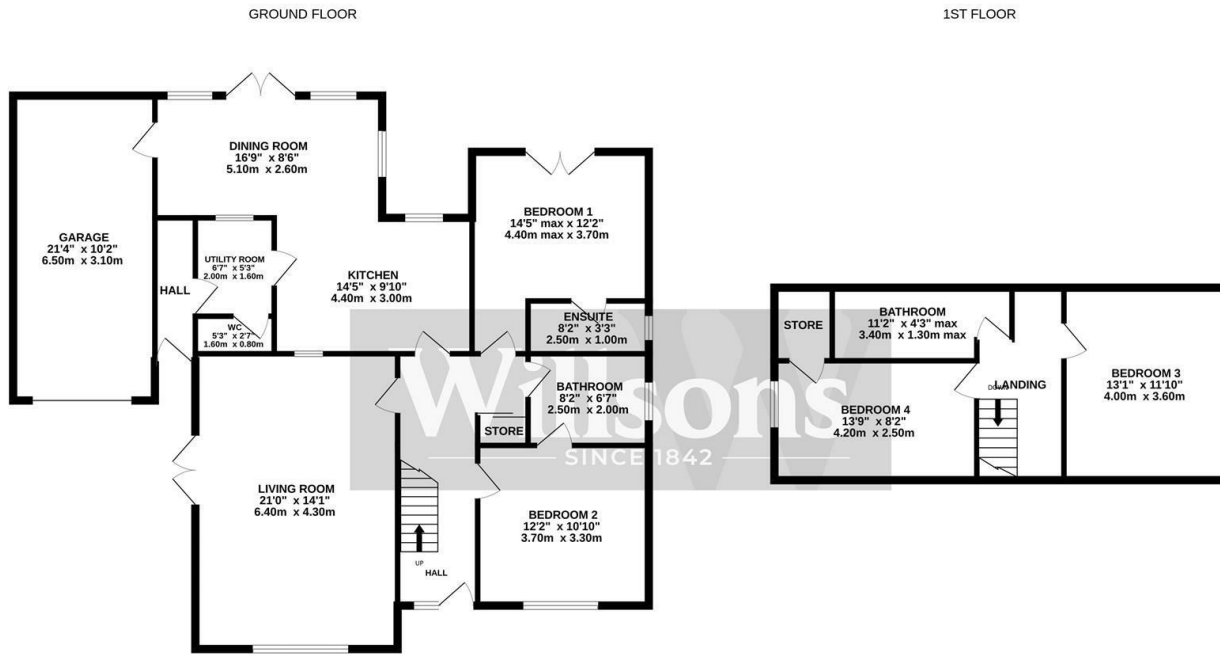 GROUND FLOOR
1ST FLOOR
DINING ROOM
16'9" x 8'6"
5.10m x 2.60m
GARAGE
21'4" x 10'2"
6.50m x 3.10m
HALL
UTILITY ROOM
6'7" x 5'3"
2.00m x 1.60m
WC
5'3" x 2'7"
1.60m x 0.80m
KITCHEN
14'5" x 9'10"
4.40m x 3.00m
BEDROOM 1
14'5" max x 12'2"
4.40m max x 3.70m
ENSUITE
8'2" x 3'3"
2.50m x 1.00m
BATHROOM
8'2" x 6'7"
2.50m x 2.00m
STORE
Willsons
SINCE 1842
LIVING ROOM
21'0" x 14'1"
6.40m x 4.30m
UP
HALL
BEDROOM 2
12'2" x 10'10"
3.70m x 3.30m
STORE
BATHROOM
11'2" x 4'3" max
3.40m x 1.30m max
LANDING
DOWN
BEDROOM 3
13'1" x 11'10"
4.00m x 3.60m
BEDROOM 4
13'9" x 8'2"
4.20m x 2.50m